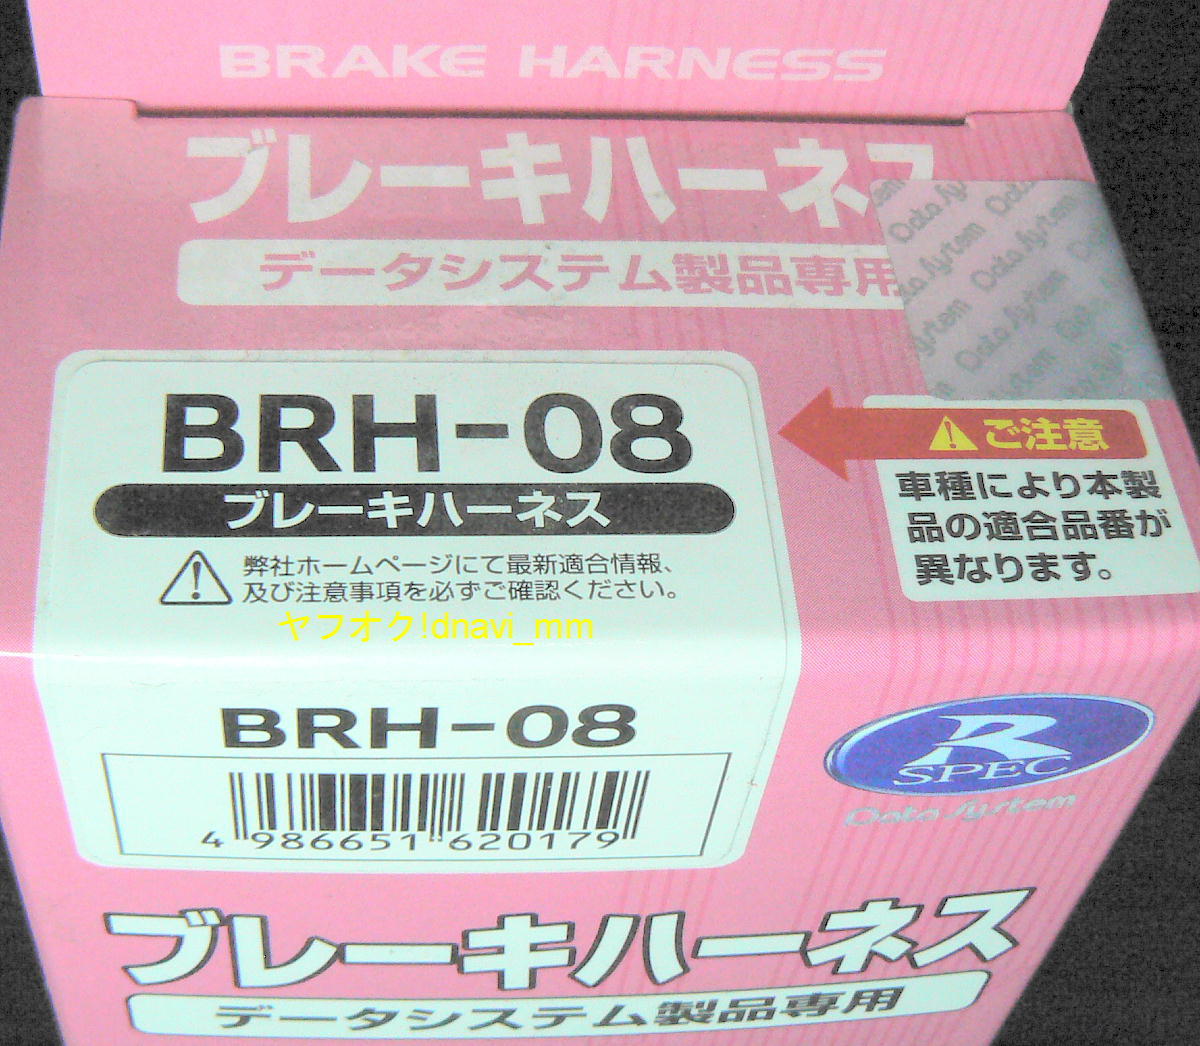 BRAKE HARNESS
ブレーキハーネス
データシステム製品専用
Data System
BRH-08
ブレーキハーネス
弊社ホームページにて最新適合情報、
及び注意事項を必ずご確認ください。
ご注意
車種により本製
品の適合品番が
異なります。
ヤフオク!dnavi_mm
BRH-08
4 986651 620179
R
SPEC
Data System
ブレーキハーネス
データシステム製品専用